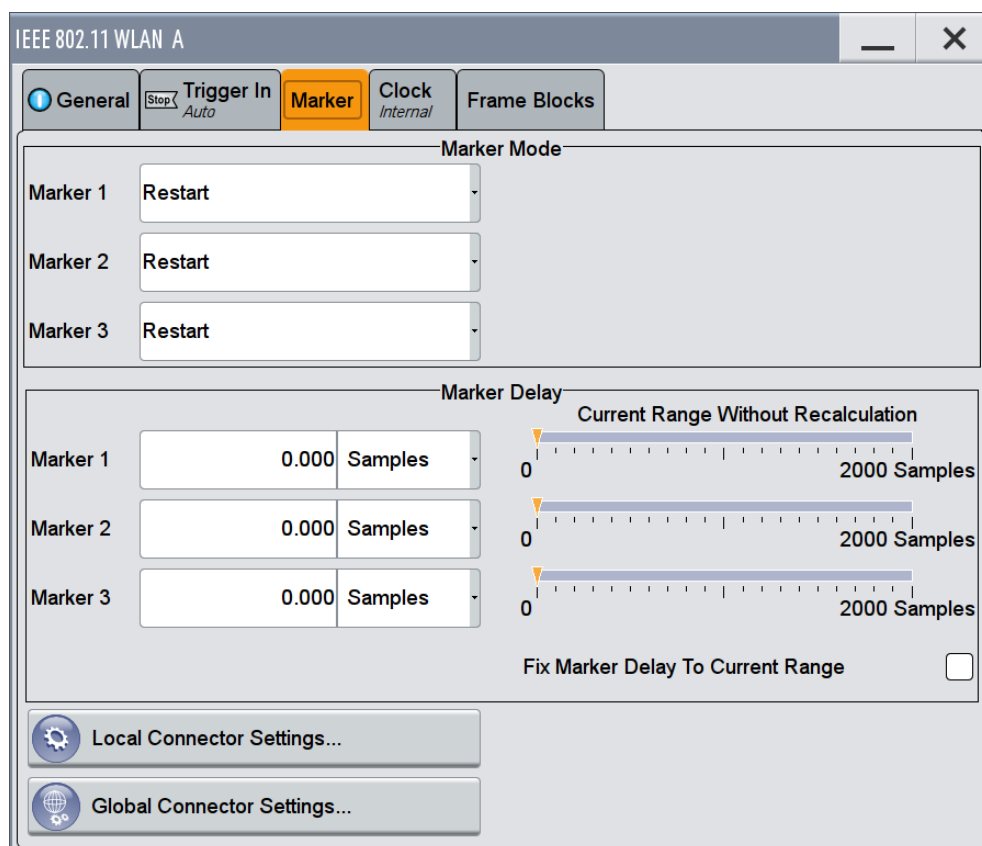 IEEE 802.11 WLAN A
General
Stop
Trigger In
Auto
Marker
Clock
Internal
Frame Blocks
Marker Mode
Marker 1 Restart
Marker 2 Restart
Marker 3 Restart
Marker Delay
Current Range Without Recalculation
Marker 1 0.000 Samples
0 2000 Samples
Marker 2 0.000 Samples
0 2000 Samples
Marker 3 0.000 Samples
0 2000 Samples
Fix Marker Delay To Current Range
Local Connector Settings...
Global Connector Settings...